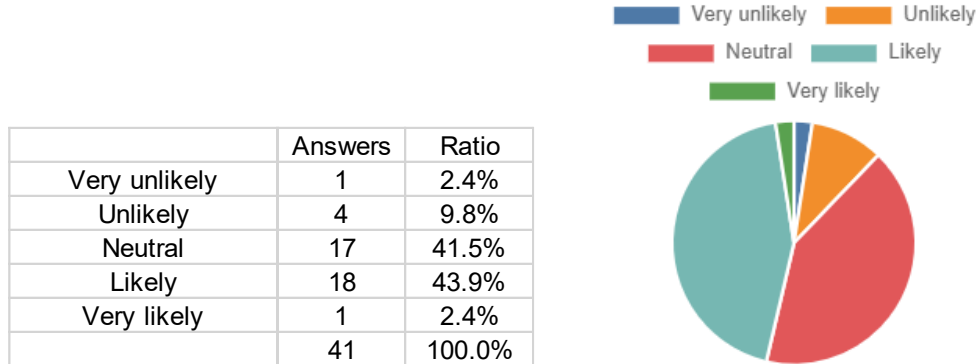 Very unlikely Unlikely
Neutral Likely
Very likely
Answers Ratio
Very unlikely 1 2.4%
Unlikely 4 9.8%
Neutral 17 41.5%
Likely 18 43.9%
Very likely 1 2.4%
41 100.0%